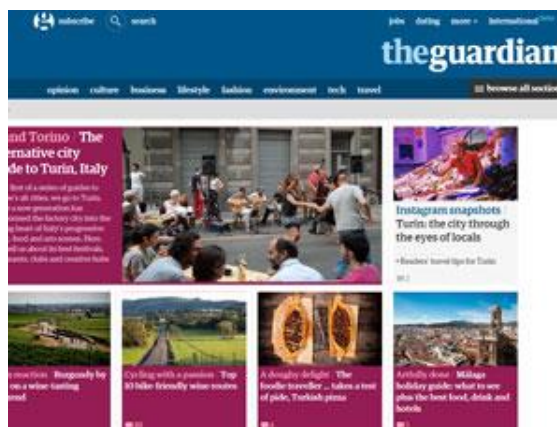 subscribe search jobs dating more international
theguardian
opinion culture business lifestyle fashion environment tech travel
browse all section
nd Torino The
ernative city
de to Turin, Italy
Instagram snapshots
Turin: the city through
the eyes of locals
Readers' travel tips for Turin
reaction Burgundy by
on a wine-tasting
Cycling with a passion Top
10 bike-friendly wine routes
A doughy delight The
foodie traveller ... takes a test
of pide, Turkish pizza
Artfully done Málaga
holiday guide: what to see
plus the best food, drink and
hotels